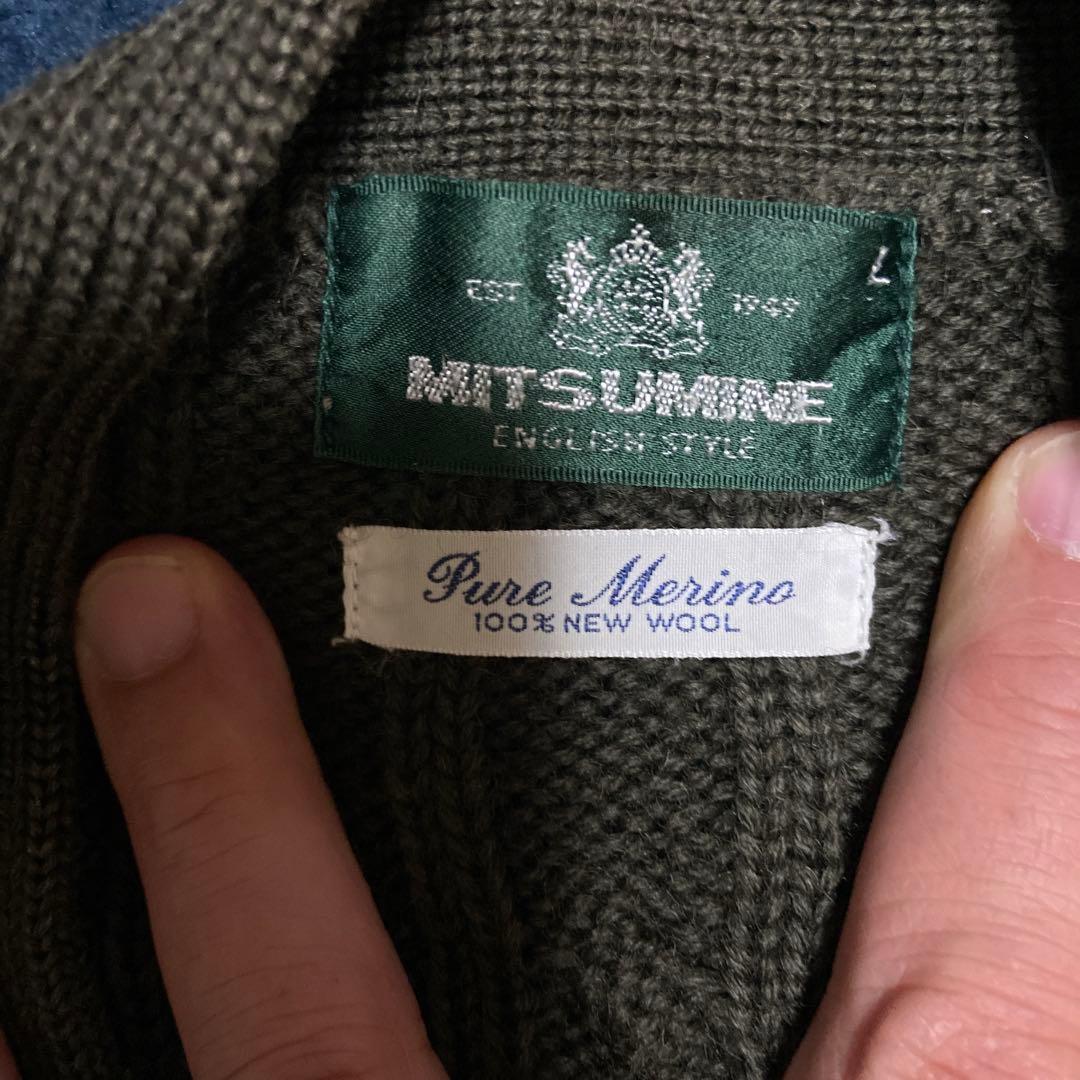 L
EST 1949
MITSUMINE
ENGLISH STYLE
Pure Merino
100% NEW WOOL